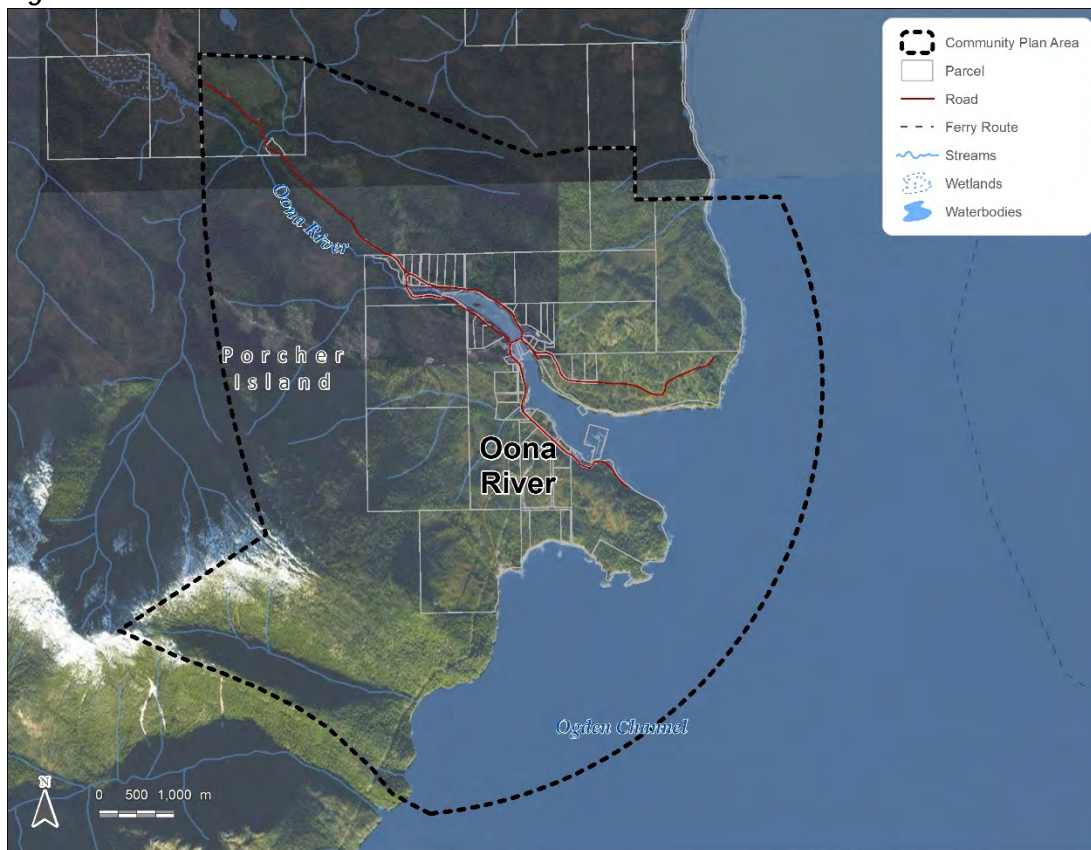 Community Plan Area
Parcel
Road
Ferry Route
Streams
Wetlands
Waterbodies
Oona River
Porcher
Island
Oona
River
Ogden Channel
N
0 500 1,000 m